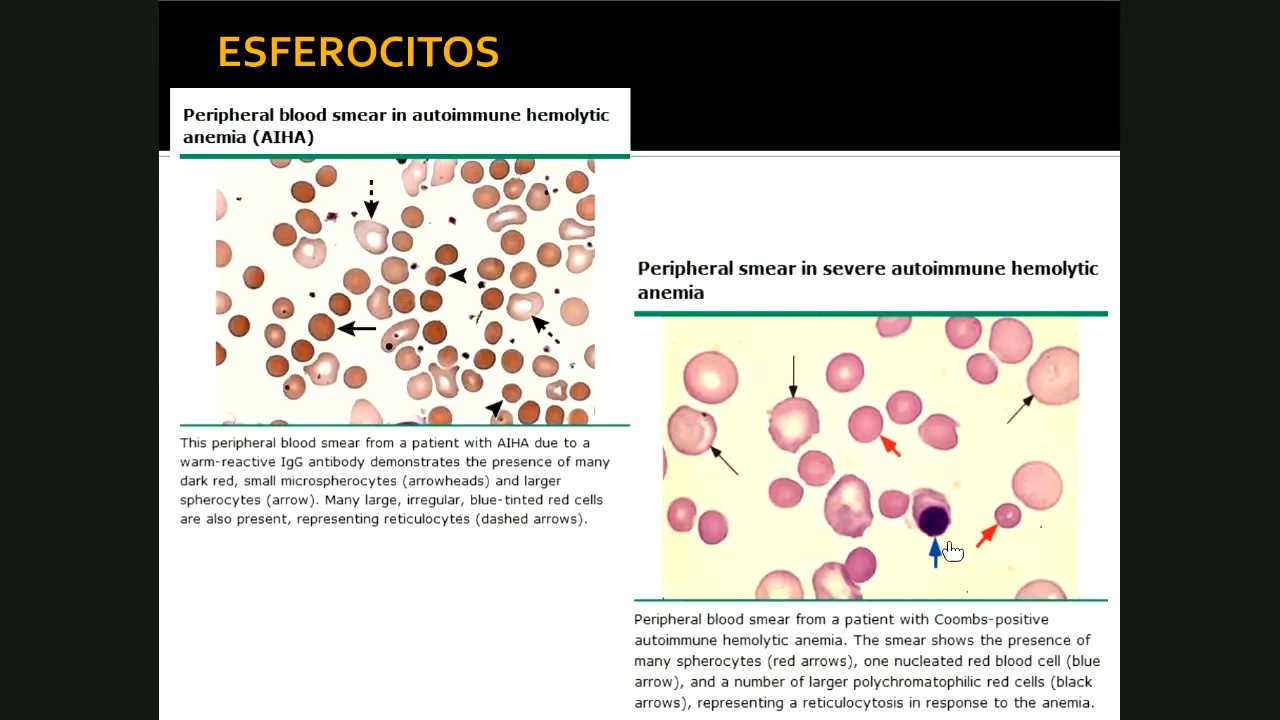 ESFEROCITOS
Peripheral blood smear in autoimmune hemolytic
anemia (AIHA)
This peripheral blood smear from a patient with AIHA due to a
warm-reactive IgG antibody demonstrates the presence of many
dark red, small microspherocytes (arrowheads) and larger
spherocytes (arrow). Many large, irregular, blue-tinted red cells
are also present, representing reticulocytes (dashed arrows).
Peripheral smear in severe autoimmune hemolytic
anemia
Peripheral blood smear from a patient with Coombs-positive
autoimmune hemolytic anemia. The smear shows the presence of
many spherocytes (red arrows), one nucleated red blood cell (blue
arrow), and a number of larger polychromatophilic red cells (black
arrows), representing a reticulocytosis in response to the anemia.